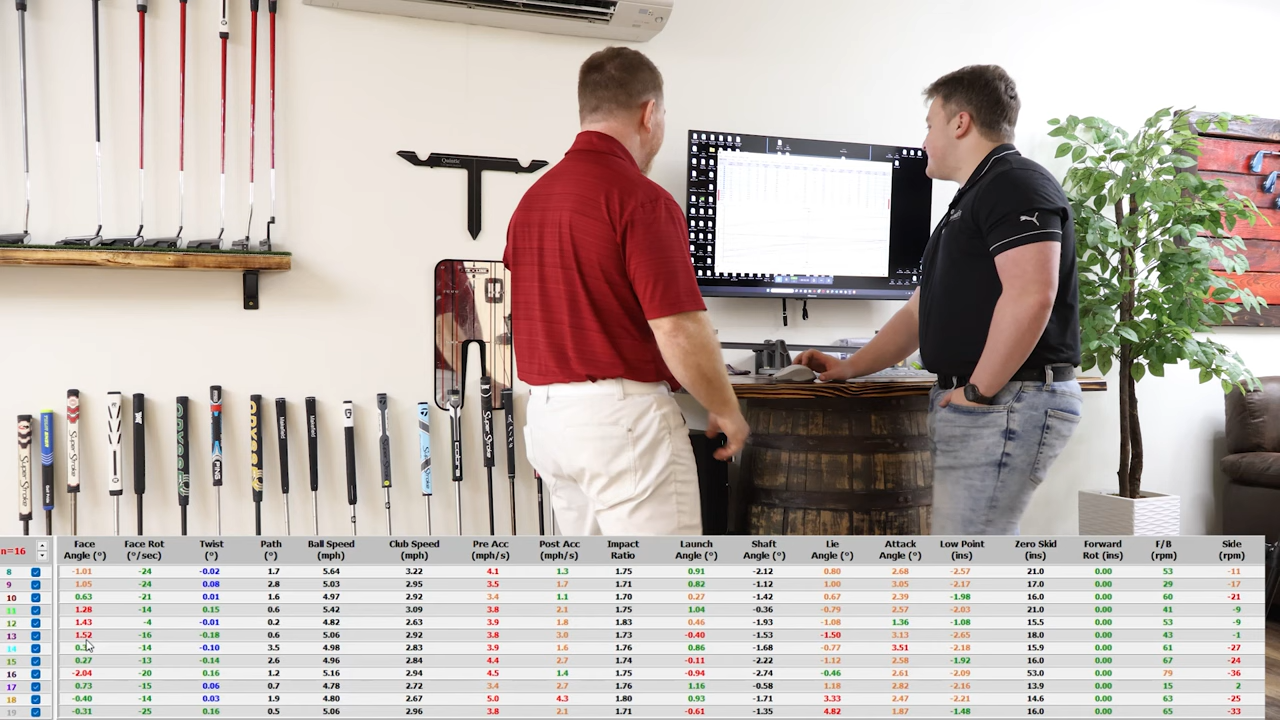 Quintic
SuperStroke
SuperStroke
SuperStroke
PING
COBRA
n=16 Face Angle (°) Face Rot (°/sec) Twist (°) Path (°) Ball Speed (mph) Club Speed (mph) Pre Acc (mph/s) Post Acc (mph/s) Impact Ratio Launch Angle (°) Shaft Angle (°) Lie Angle (°) Attack Angle (°) Low Point (ins) Zero Skid (ins) Forward Rot (ins) F/B (rpm) Side (rpm)
8 -1.01 -24 -0.02 1.7 5.64 3.22 4.1 1.3 1.75 0.91 -2.12 0.80 2.68 -2.57 21.0 0.00 53 -11
9 1.05 -24 0.08 2.8 5.03 2.95 3.5 1.7 1.71 0.82 -1.12 1.00 3.05 -2.17 17.0 0.00 29 -17
10 0.63 -21 0.01 1.6 4.97 2.92 3.4 1.1 1.70 0.27 -1.42 0.67 2.39 -1.98 16.0 0.00 60 -21
11 1.28 -14 0.15 0.6 5.42 3.09 3.8 2.1 1.75 1.04 -0.36 -0.79 2.57 -2.03 21.0 0.00 41 -9
12 1.43 -4 -0.01 0.2 4.82 2.63 3.9 1.8 1.83 0.46 -1.93 -1.08 1.36 -1.08 15.5 0.00 53 -9
13 1.52 -16 -0.18 0.6 5.06 2.92 3.8 3.0 1.73 -0.40 -1.53 -1.50 3.13 -2.65 18.0 0.00 43 -1
14 -14 -0.10 3.5 4.98 2.83 3.9 1.6 1.76 0.86 -1.68 -0.77 3.51 -2.18 15.9 0.00 61 -27
15 0.27 -13 -0.14 2.6 4.96 2.84 4.4 2.7 1.74 -0.11 -2.22 -1.12 2.58 -1.92 16.0 0.00 67 -24
16 -2.04 -20 0.16 1.2 5.16 2.94 4.5 1.4 1.75 -0.94 -2.74 -0.46 2.11 -2.09 53.0 0.00 79 -36
17 0.73 -15 0.06 0.7 4.78 2.72 3.4 2.7 1.76 1.16 -0.58 1.18 2.82 -2.16 13.9 0.00 15 2
18 -0.40 -14 0.03 1.9 4.80 2.67 5.0 4.3 1.80 0.93 -1.71 3.33 2.47 -2.21 14.6 0.00 63 -25
19 -0.31 -25 0.16 0.5 5.06 2.96 3.8 2.1 1.71 -0.61 -1.35 4.82 1.87 -1.48 16.0 0.00 65 -33